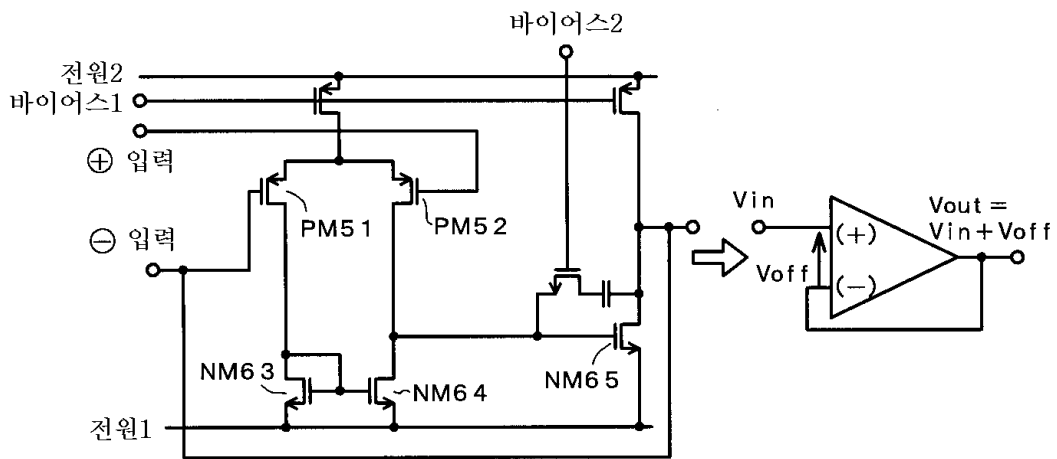 바이어스2
전원2
바이어스1
⊕ 입력
PM51
PM52
⊖ 입력
NM63
NM64
NM65
전원1
Vin
(+)
Voff
(-)
Vout =
Vin+Voff